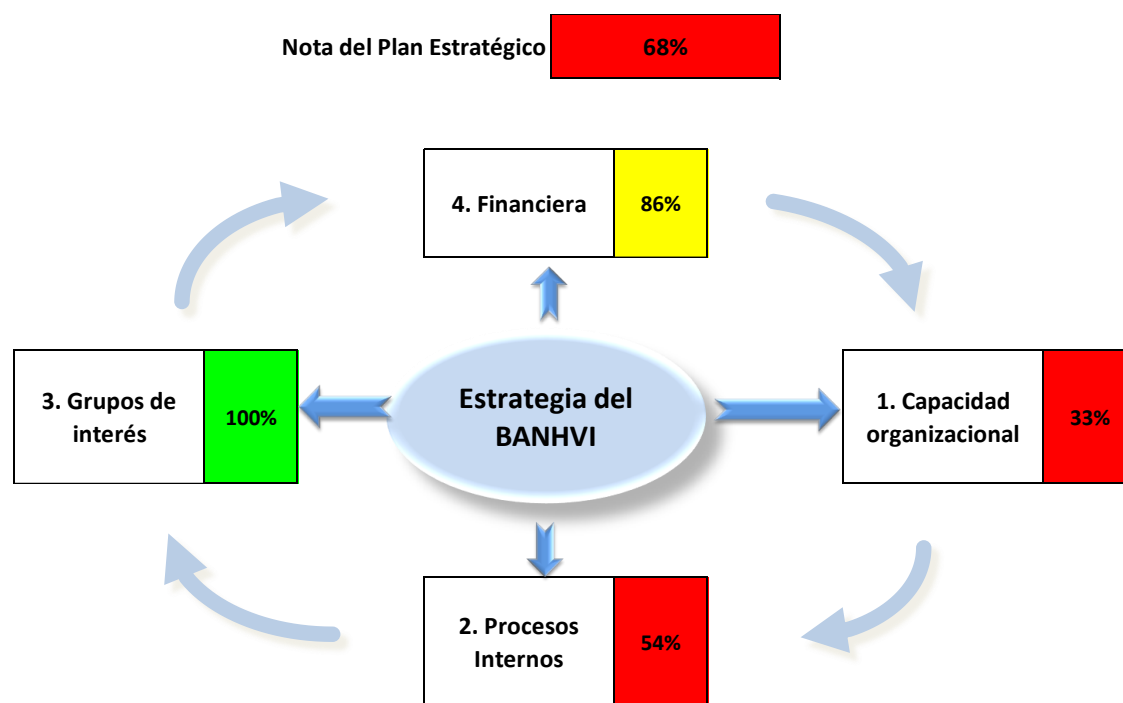 Nota del Plan Estratégico 68%
4. Financiera 86%
3. Grupos de
interés
100%
Estrategia del
BANHVI
1. Capacidad
organizacional
33%
2. Procesos
Internos
54%